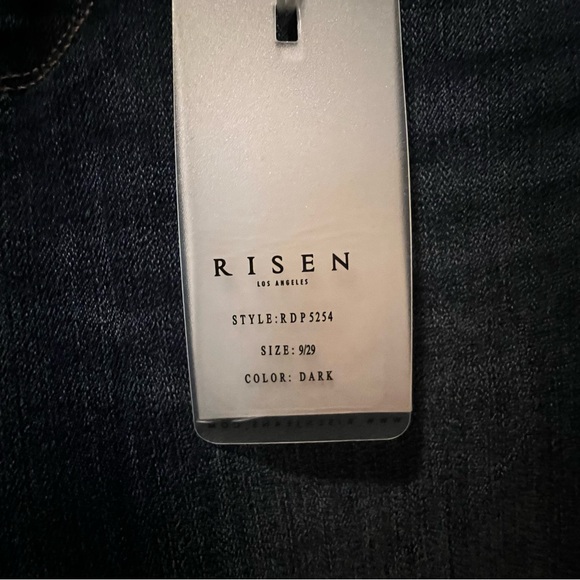 RISEN
LOS ANGELES
STYLE:RDP5254
SIZE: 9/29
COLOR: DARK